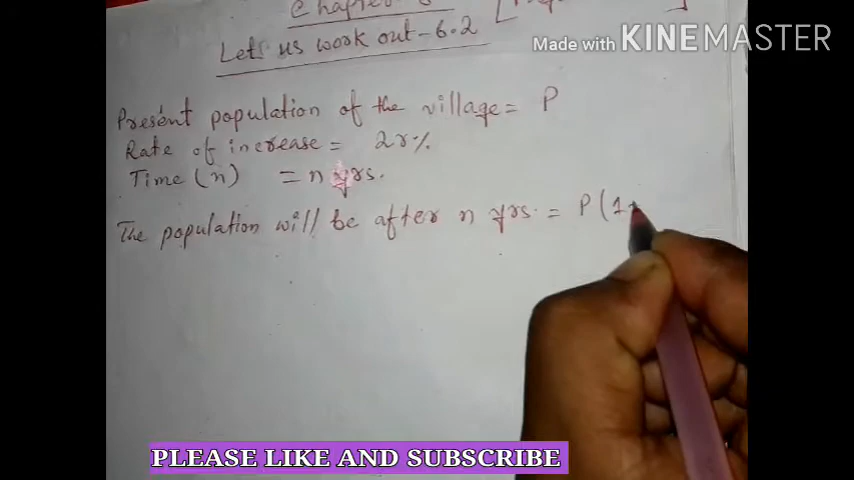 Chapter
Let's us work out-6.2 [
Made with KINEMASTER
Present population of the village = P
Rate of increase = 2r%
Time (n) = n yrs.
The population will be after n yrs. = P(1+
PLEASE LIKE AND SUBSCRIBE